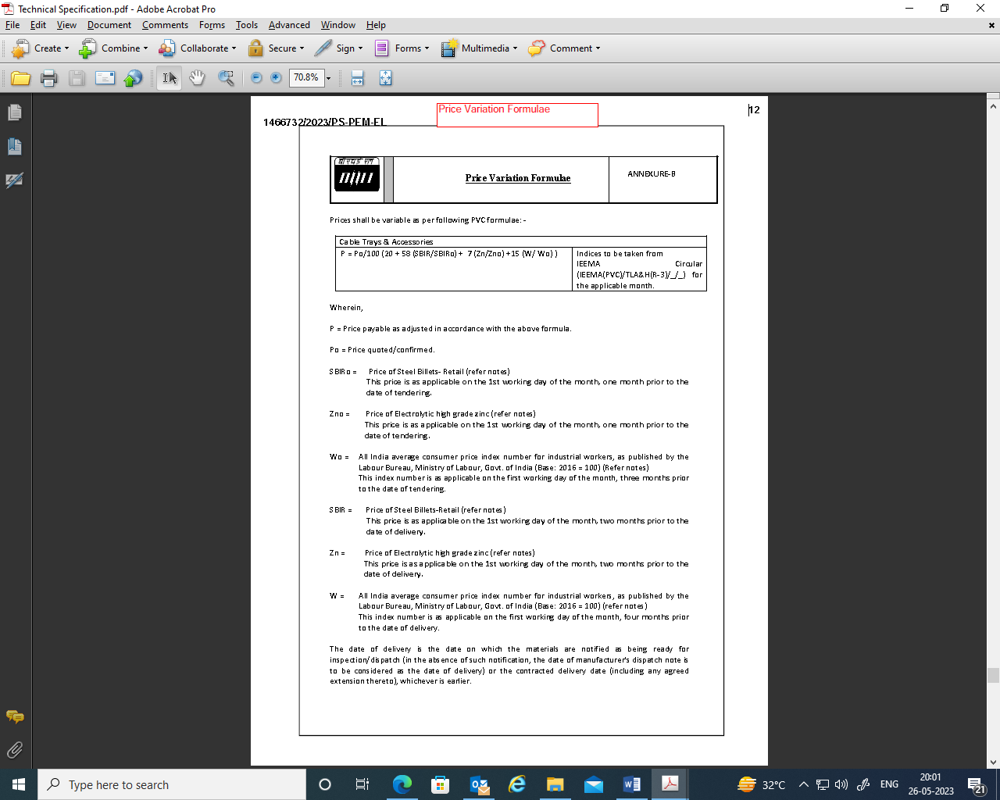 Technical Specification.pdf - Adobe Acrobat Pro
File Edit View Document Comments Forms Tools Advanced Window Help
Create Combine Collaborate Secure Sign Forms Multimedia Comment
70.8%
Price Variation Formulae
12
1466732/2023/PS-PEM-EL
Price Variation Formulae
ANNEXURE-B
Prices shall be variable as per following PVC formulae: -
Cable Trays & Accessories
P = Po/100 (20 + 58 (SBIR/SBIRo) + 7 (Zn/Zno) +15 (W/ Wo) )
Indices to be taken from
IEEMA Circular
(IEEMA(PVC)/TLA&H(R-3)/_/_) for
the applicable month.
Wherein,
P = Price payable as adjusted in accordance with the above formula.
Po = Price quoted/confirmed.
SBIRo = Price of Steel Billets- Retail (refer notes)
This price is as applicable on the 1st working day of the month, one month prior to the
date of tendering.
Zno = Price of Electrolytic high grade zinc (refer notes)
This price is as applicable on the 1st working day of the month, one month prior to the
date of tendering.
Wo = All India average consumer price index number for industrial workers, as published by the
Labour Bureau, Ministry of Labour, Govt. of India (Base: 2016 = 100) (Refer notes)
This index number is as applicable on the first working day of the month, three months prior
to the date of tendering.
SBIR = Price of Steel Billets-Retail (refer notes)
This price is as applicable on the 1st working day of the month, two months prior to the
date of delivery.
Zn = Price of Electrolytic high grade zinc (refer notes)
This price is as applicable on the 1st working day of the month, two months prior to the
date of delivery.
W = All India average consumer price index number for industrial workers, as published by the
Labour Bureau, Ministry of Labour, Govt. of India (Base: 2016 = 100) (refer notes)
This index number is as applicable on the first working day of the month, four months prior
to the date of delivery.
The date of delivery is the date on which the materials are notified as being ready for
inspection/dispatch (in the absence of such notification, the date of manufacturer's dispatch note is
to be considered as the date of delivery) or the contracted delivery date (including any agreed
extension thereto), whichever is earlier.
Type here to search
32°C
ENG
20:01
26-05-2023
21